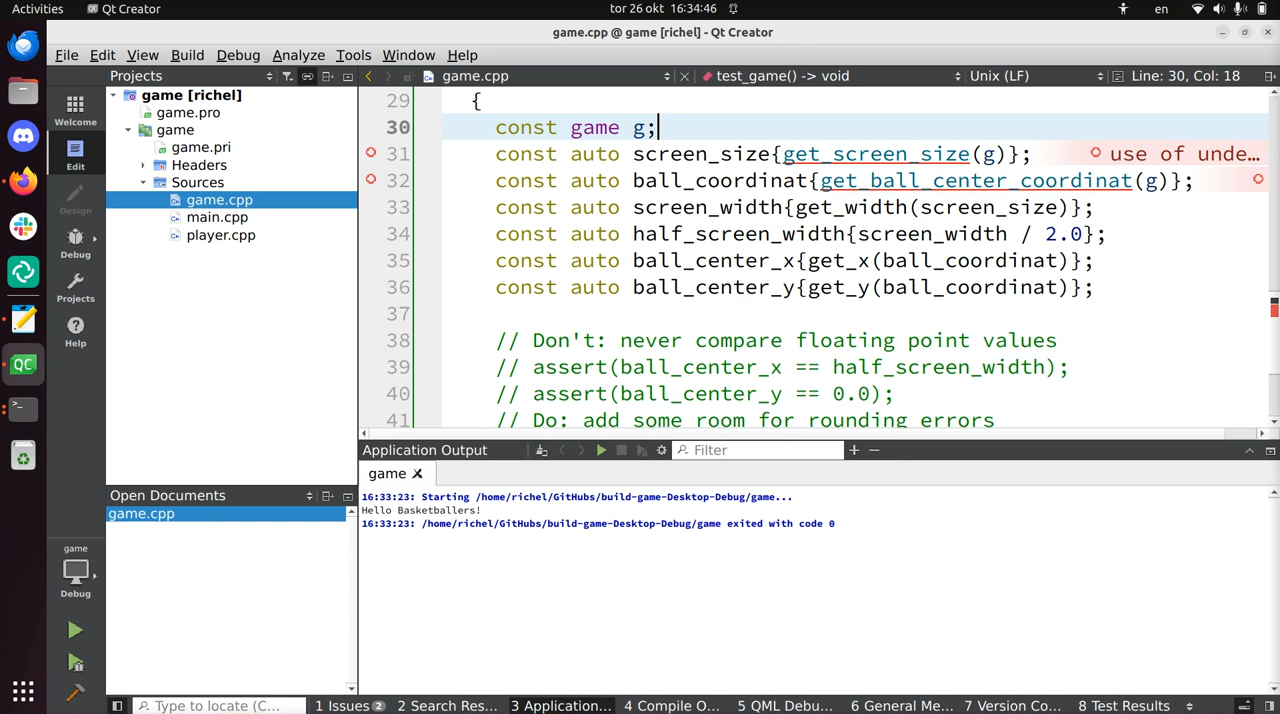 Activities
Qt Creator
tor 26 okt 16:34:46
en
game.cpp @ game [richel] - Qt Creator
File Edit View Build Debug Analyze Tools Window Help
Projects
game.cpp
test_game() -> void
Unix (LF)
Line: 30, Col: 18
Welcome
Edit
Design
Debug
Projects
Help
game
Debug
game [richel]
game.pro
game
game.pri
Headers
Sources
game.cpp
main.cpp
player.cpp
29 {
30 const game g;
31 const auto screen_size{get_screen_size(g)}; use of unde…
32 const auto ball_coordinat{get_ball_center_coordinat(g)};
33 const auto screen_width{get_width(screen_size)};
34 const auto half_screen_width{screen_width / 2.0};
35 const auto ball_center_x{get_x(ball_coordinat)};
36 const auto ball_center_y{get_y(ball_coordinat)};
37
38 // Don't: never compare floating point values
39 // assert(ball_center_x == half_screen_width);
40 // assert(ball_center_y == 0.0);
41 // Do: add some room for rounding errors
Application Output
Filter
game
16:33:23: Starting /home/richel/GitHubs/build-game-Desktop-Debug/game...
Hello Basketballers!
16:33:23: /home/richel/GitHubs/build-game-Desktop-Debug/game exited with code 0
Open Documents
game.cpp
Type to locate (C…
1 Issues 2
2 Search Res…
3 Application…
4 Compile O…
5 QML Debu…
6 General Me…
7 Version Co…
8 Test Results
QC